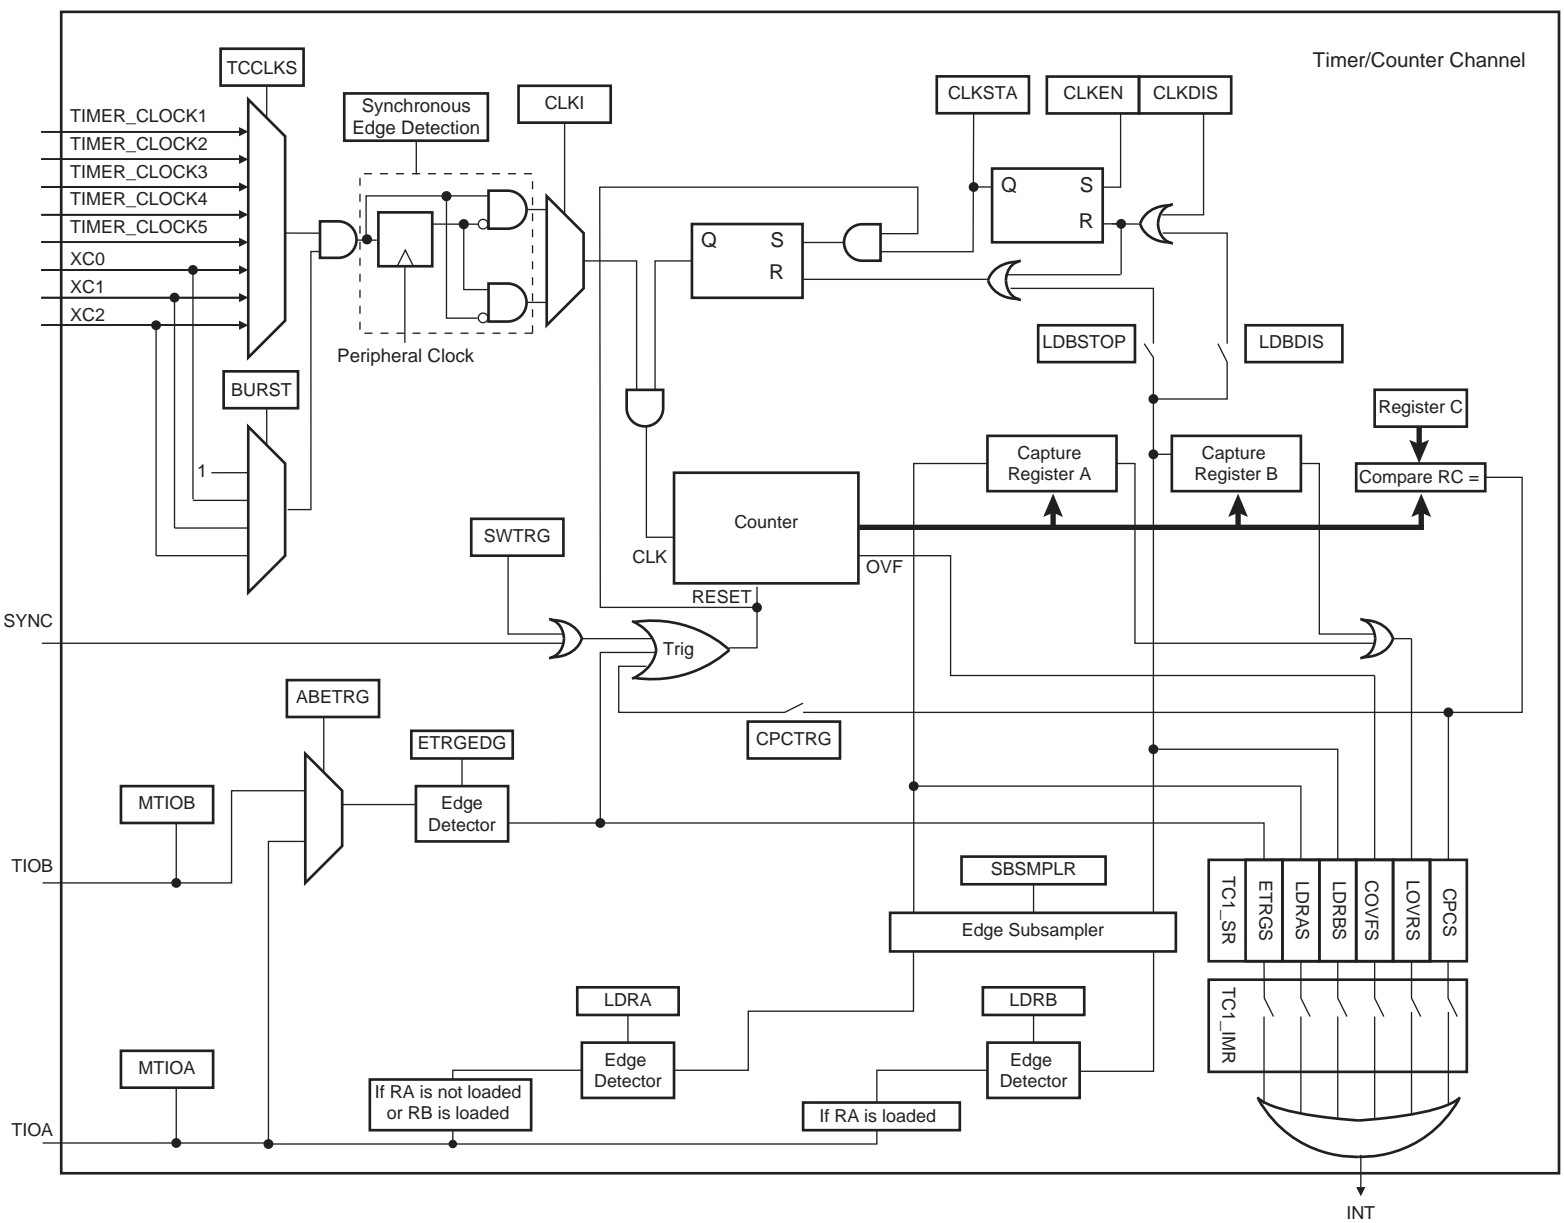 Timer/Counter Channel
TCCLKS
TIMER_CLOCK1
TIMER_CLOCK2
TIMER_CLOCK3
TIMER_CLOCK4
TIMER_CLOCK5
XC0
XC1
XC2
Synchronous
Edge Detection
CLKI
Peripheral Clock
CLKSTA
CLKEN
CLKDIS
Q
S
R
Q
S
R
LDBSTOP
LDBDIS
BURST
1
Register C
Capture
Register A
Capture
Register B
Compare RC =
Counter
SWTRG
CLK
OVF
RESET
SYNC
Trig
ABETRG
CPCTRG
ETRGEDG
MTIOB
Edge
Detector
TIOB
SBSMPLR
Edge Subsampler
TC1_SR
ETRGS
LDRAS
LDRBS
COVFS
LOVRS
CPCS
LDRA
LDRB
TC1_IMR
MTIOA
Edge
Detector
Edge
Detector
If RA is not loaded
or RB is loaded
If RA is loaded
TIOA
INT